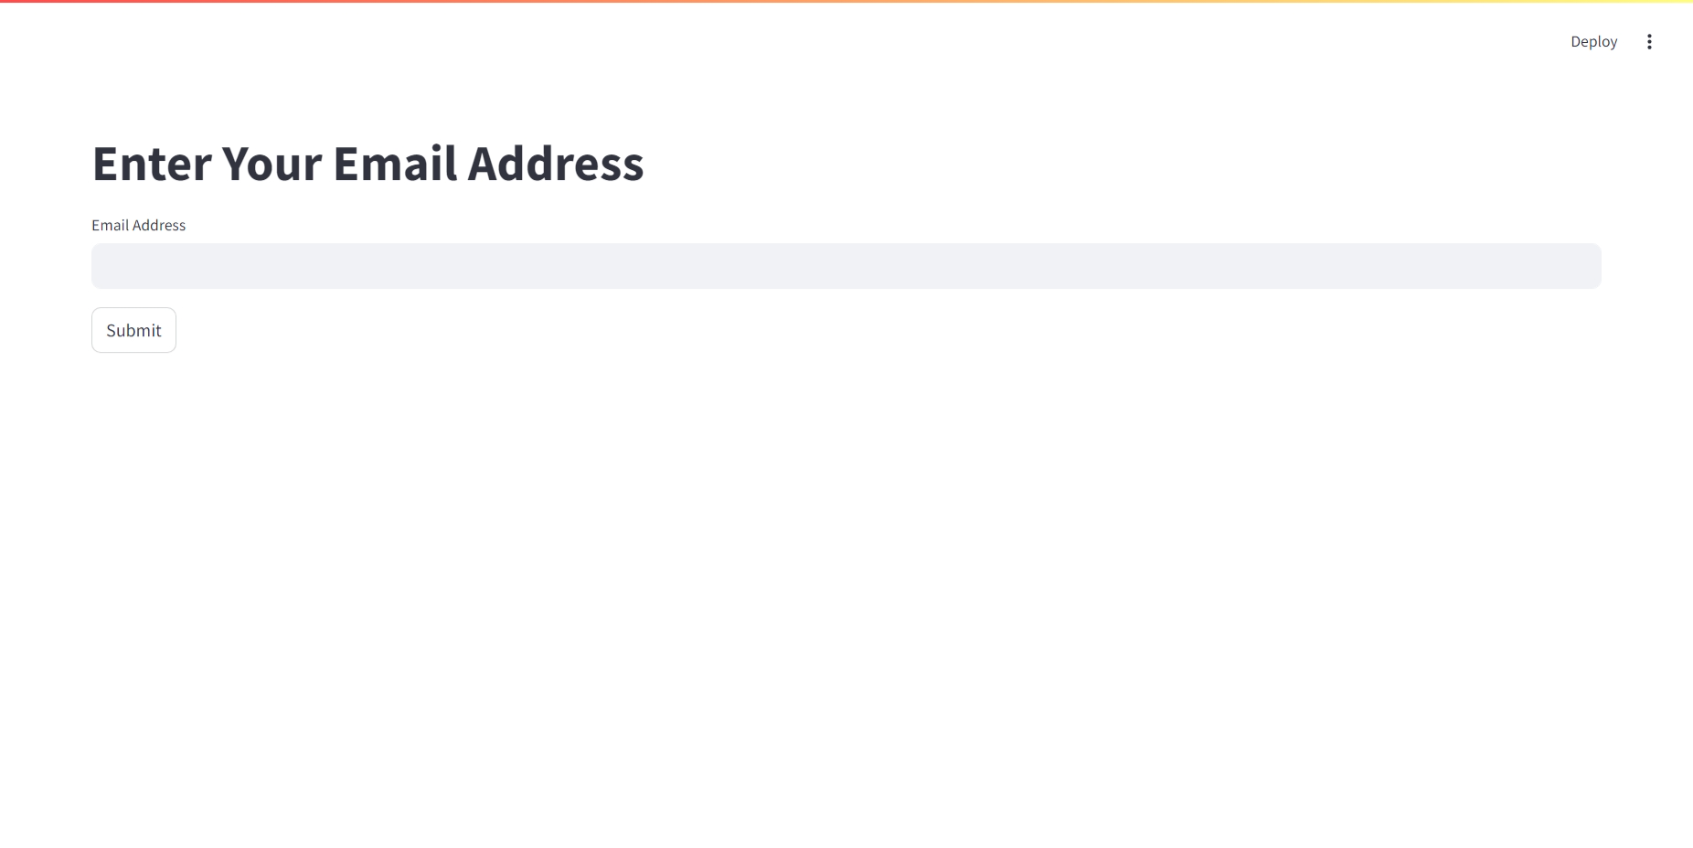 Deploy
Enter Your Email Address
Email Address
Submit